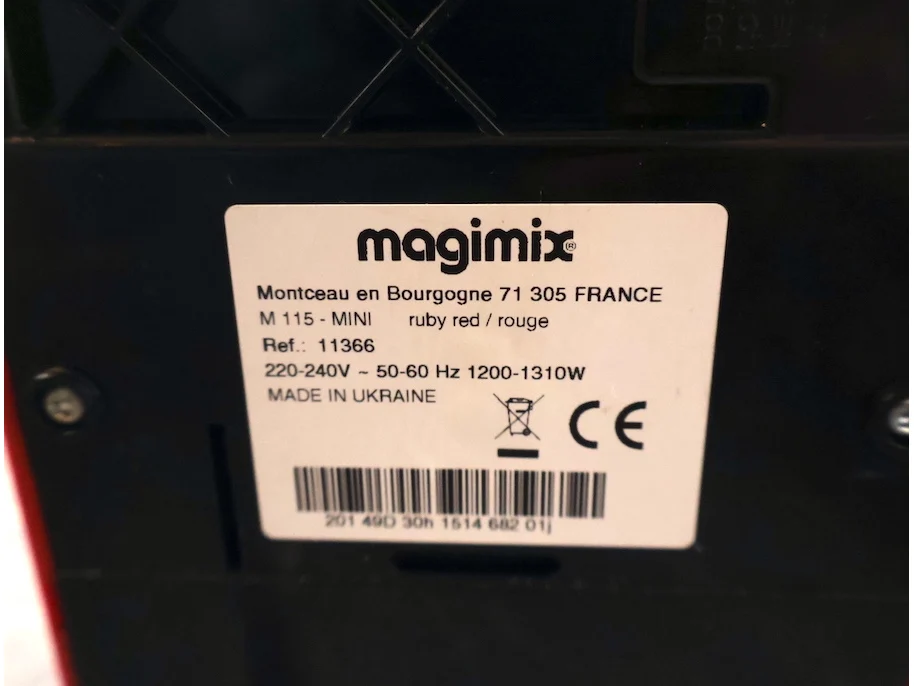 magimix®
Montceau en Bourgogne 71 305 FRANCE
M 115 - MINI ruby red / rouge
Ref.: 11366
220-240V ~ 50-60 Hz 1200-1310W
MADE IN UKRAINE
CE
201 49D 30h 1514 682 01j